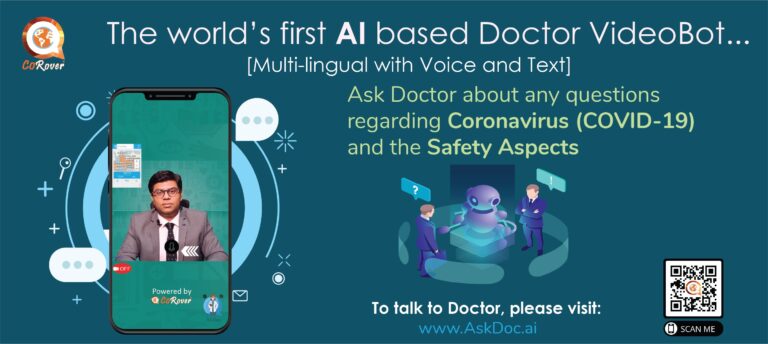 CoRover
The world's first AI based Doctor VideoBot...
[Multi-lingual with Voice and Text]
Ask Doctor about any questions
regarding Coronavirus (COVID-19)
and the Safety Aspects
?
!
OFF
Powered by
CoRover
To talk to Doctor, please visit:
www.AskDoc.ai
SCAN ME